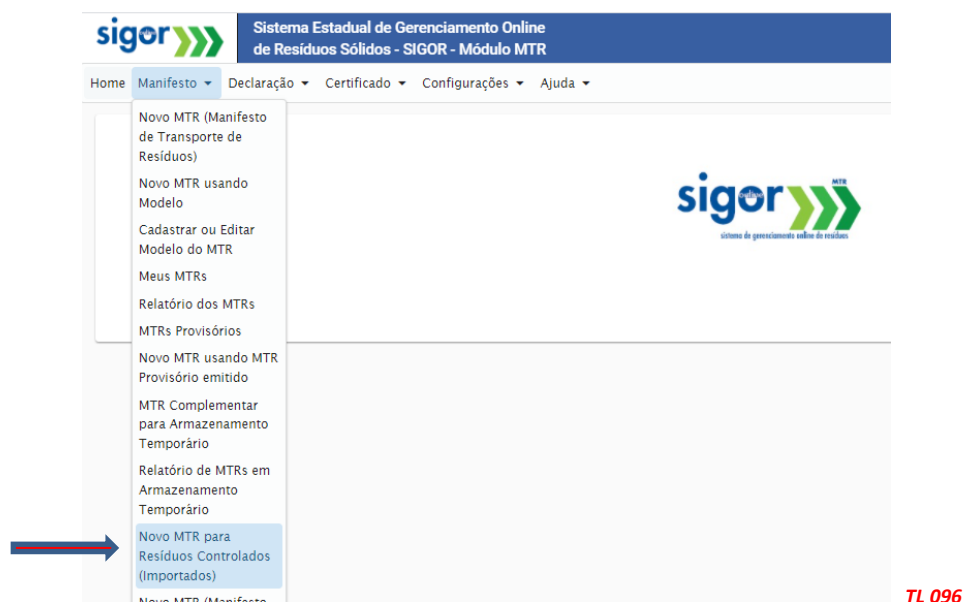 sigor
Sistema Estadual de Gerenciamento Online
de Resíduos Sólidos - SIGOR - Módulo MTR
Home Manifesto Declaração Certificado Configurações Ajuda
Novo MTR (Manifesto
de Transporte de
Resíduos)
Novo MTR usando
Modelo
Cadastrar ou Editar
Modelo do MTR
Meus MTRs
Relatório dos MTRs
MTRs Provisórios
Novo MTR usando MTR
Provisório emitido
MTR Complementar
para Armazenamento
Temporário
Relatório de MTRs em
Armazenamento
Temporário
Novo MTR para
Resíduos Controlados
(Importados)
Novo MTR (Manifesto
MTR
sigor
sistema de gerenciamento online de resíduos
TL 096